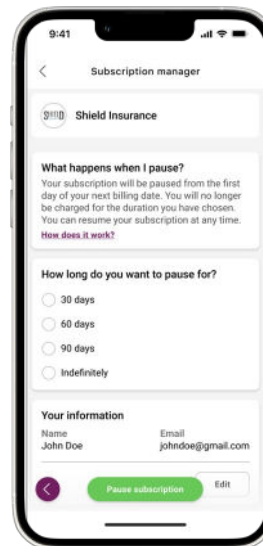 9:41
Subscription manager
SHIELD
Shield Insurance
What happens when I pause?
Your subscription will be paused from the first
day of your next billing date. You will no longer
be charged for the duration you have chosen.
You can resume your subscription at any time.
How does it work?
How long do you want to pause for?
30 days
60 days
90 days
Indefinitely
Your information
Name Email
John Doe johndoe@gmail.com
Pause subscription Edit